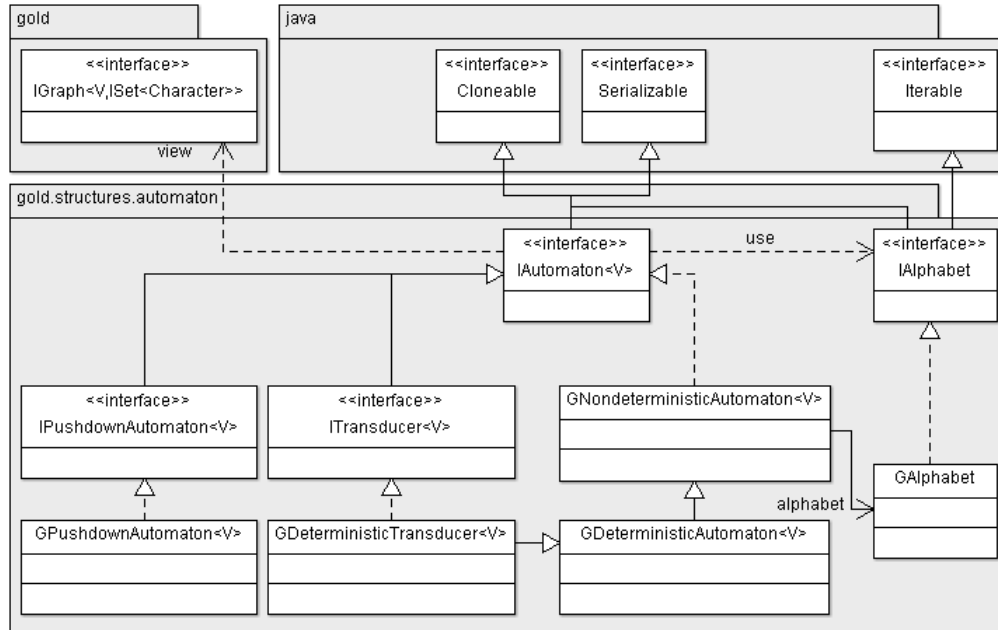 gold
java
<<interface>>
IGraph<V,ISet<Character>>
<<interface>>
Cloneable
<<interface>>
Serializable
<<interface>>
Iterable
view
gold.structures.automaton
<<interface>>
IAutomaton<V>
use
<<interface>>
IAlphabet
<<interface>>
IPushdownAutomaton<V>
<<interface>>
ITransducer<V>
GNondeterministicAutomaton<V>
alphabet
GAlphabet
GPushdownAutomaton<V>
GDeterministicTransducer<V>
GDeterministicAutomaton<V>